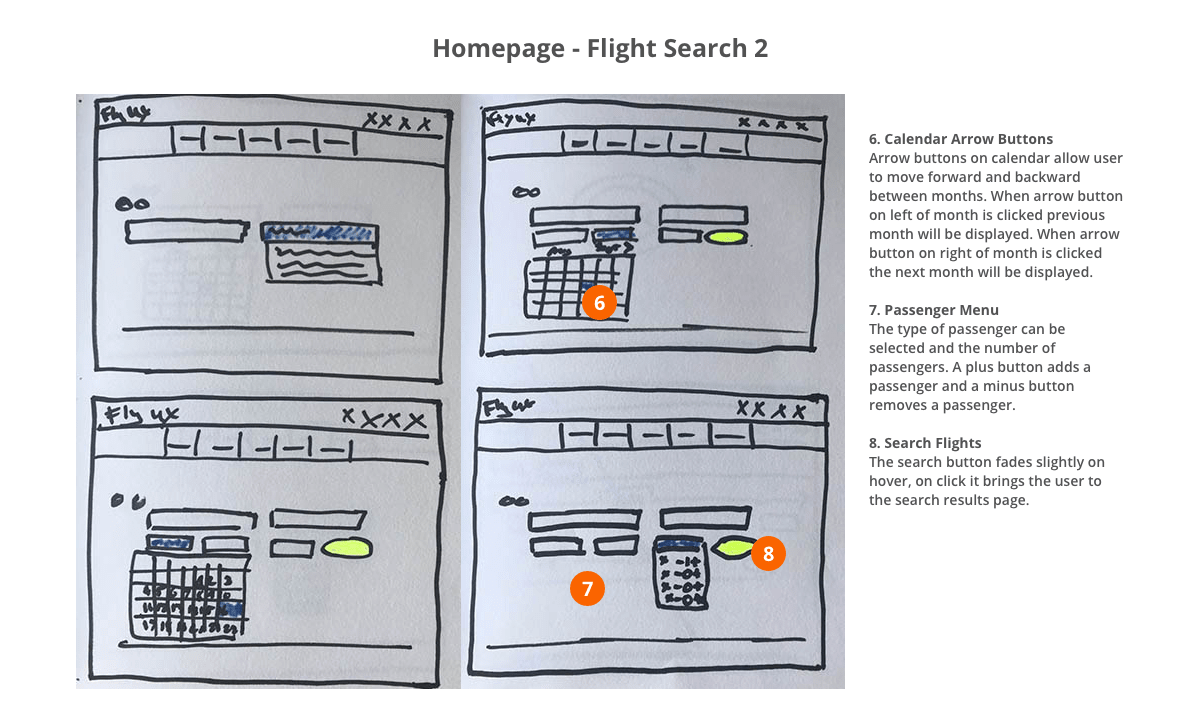 Homepage - Flight Search 2
Fly UX
X X X X
Fly UX
X X X X
Aug
Sept >
6
Fly UX
X X X X
Fly UX
X X X X
7
8
6. Calendar Arrow Buttons
Arrow buttons on calendar allow user
to move forward and backward
between months. When arrow button
on left of month is clicked previous
month will be displayed. When arrow
button on right of month is clicked
the next month will be displayed.
7. Passenger Menu
The type of passenger can be
selected and the number of
passengers. A plus button adds a
passenger and a minus button
removes a passenger.
8. Search Flights
The search button fades slightly on
hover, on click it brings the user to
the search results page.